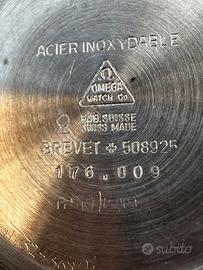 ACIER INOXYDABLE
Ω
OMEGA
WATCH Co
FAB. SUISSE
SWISS MADE
BREVET + 508925
176.009
subito